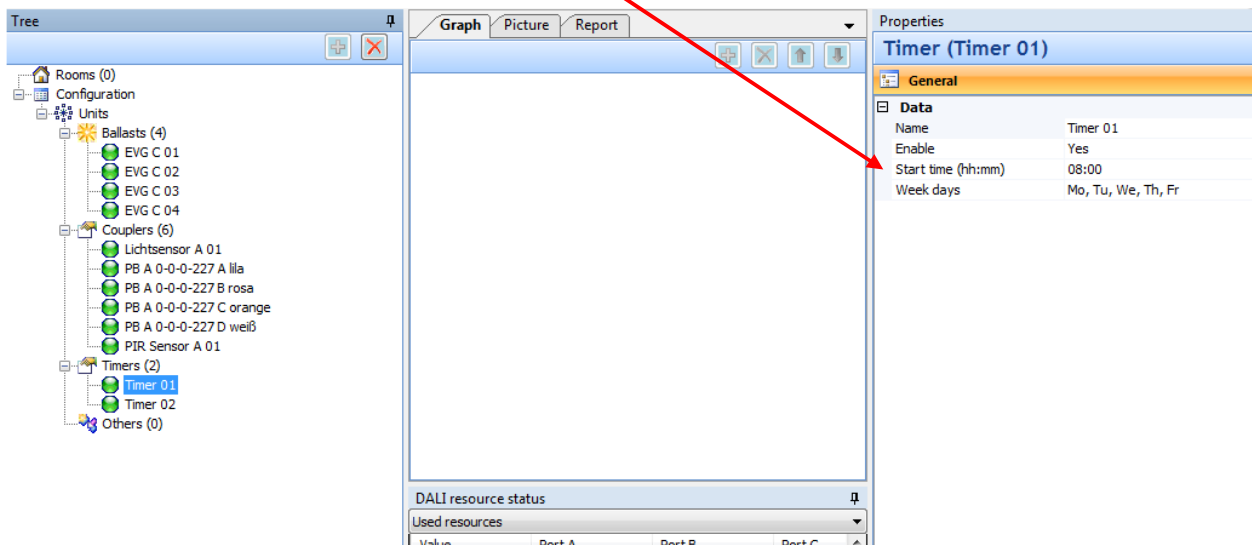 Tree
Rooms (0)
Configuration
Units
Ballasts (4)
EVG C 01
EVG C 02
EVG C 03
EVG C 04
Couplers (6)
Lichtsensor A 01
PB A 0-0-0-227 A lila
PB A 0-0-0-227 B rosa
PB A 0-0-0-227 C orange
PB A 0-0-0-227 D weiß
PIR Sensor A 01
Timers (2)
Timer 01
Timer 02
Others (0)
Graph Picture Report
DALI resource status
Used resources
Value Port A Port B Port C
Properties
Timer (Timer 01)
General
Data
Name Timer 01
Enable Yes
Start time (hh:mm) 08:00
Week days Mo, Tu, We, Th, Fr